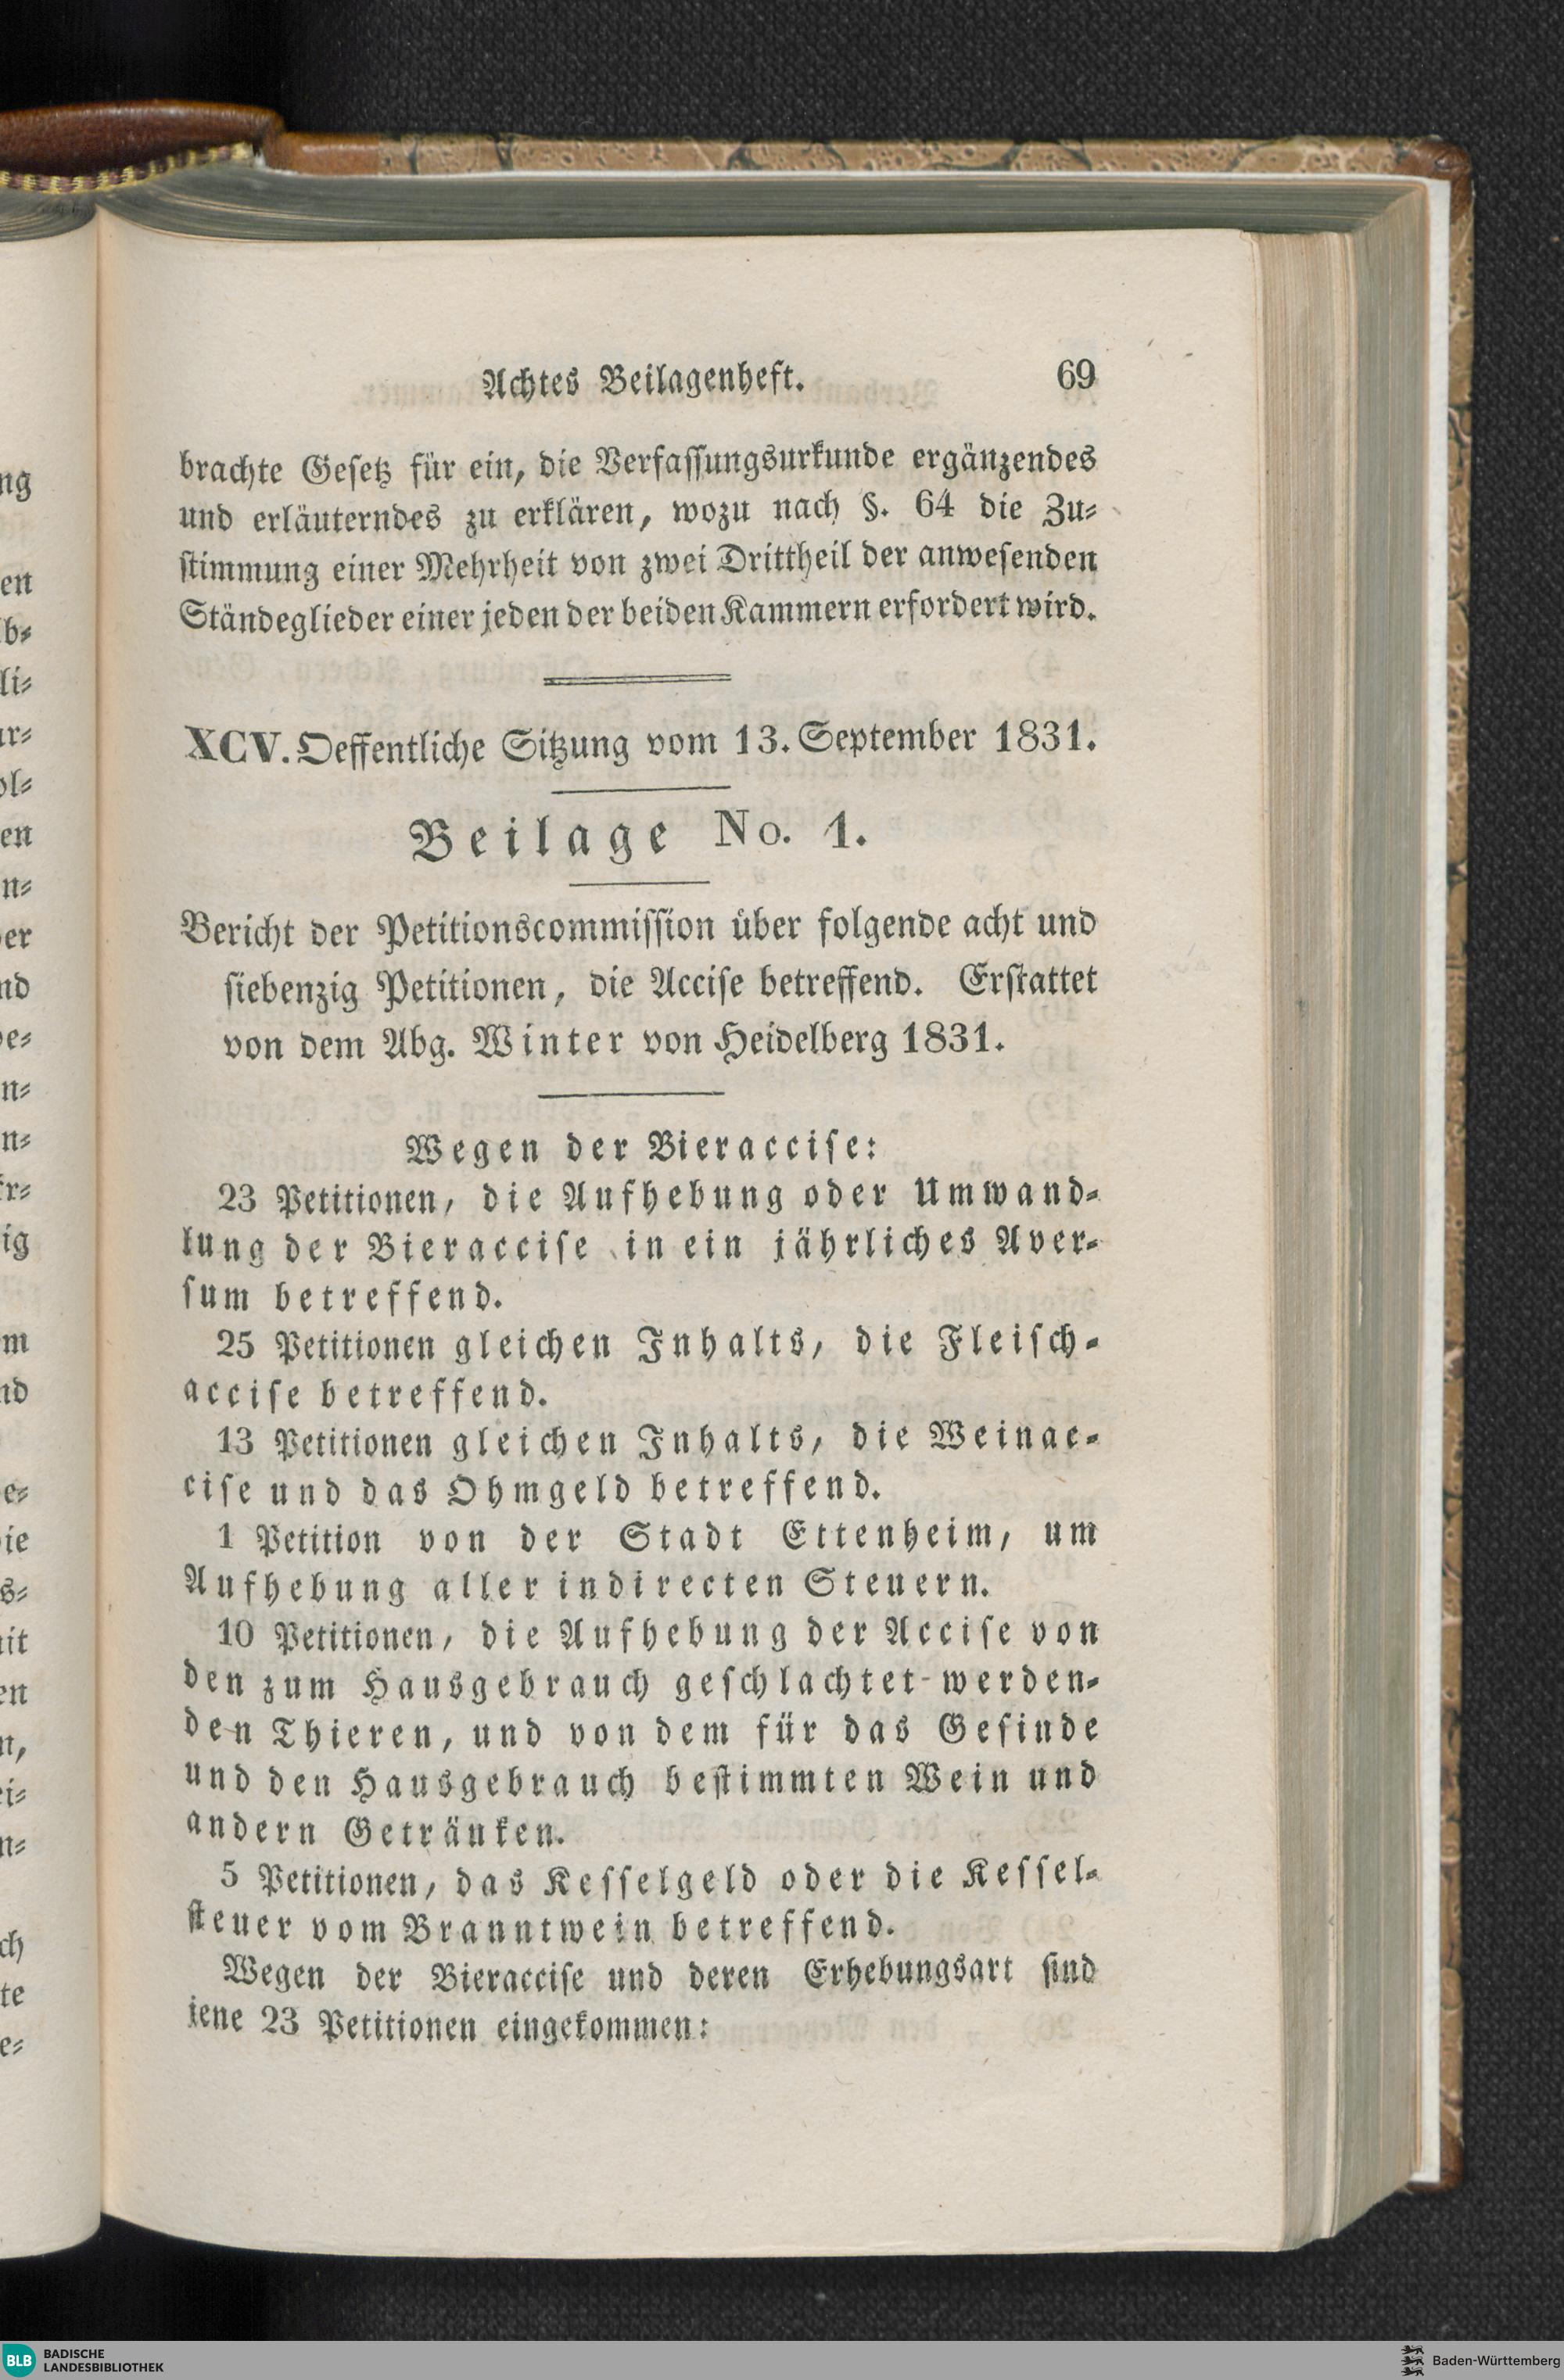 Achtes Beilagenheft. 69
brachte Gesetz für ein, die Verfassungsurkunde ergänzendes
und erläuterndes zu erklären, wozu nach §. 64 die Zu⸗
stimmung einer Mehrheit von zwei Drittheil der anwesenden
Ständeglieder einer jeden der beiden Kammern erfordert wird.
XCV. Oeffentliche Sitzung vom 13. September 1831.
Beilage No. 1.
Bericht der Petitionscommission über folgende acht und
siebenzig Petitionen, die Accise betreffend. Erstattet
von dem Abg. Winter von Heidelberg 1831.
Wegen der Bieraccise:
23 Petitionen, die Aufhebung oder Umwand⸗
lung der Bieraccise in ein jährliches Aver⸗
sum betreffend.
25 Petitionen gleichen Inhalts, die Fleisch⸗
accise betreffend.
13 Petitionen gleichen Inhalts, die Weinac⸗
cise und das Ohmgeld betreffend.
1 Petition von der Stadt Ettenheim, um
Aufhebung aller indirecten Steuern.
10 Petitionen, die Aufhebung der Accise von
den zum Hausgebrauch geschlachtet werden⸗
den Thieren, und von dem für das Gesinde
und den Hausgebrauch bestimmten Wein und
andern Getränken.
5 Petitionen, das Kesselgeld oder die Kessel⸗
steuer vom Branntwein betreffend.
Wegen der Bieraccise und deren Erhebungsart sind
jene 23 Petitionen eingekommen:
BLB BADISCHE
LANDESBIBLIOTHEK
Baden-Württemberg